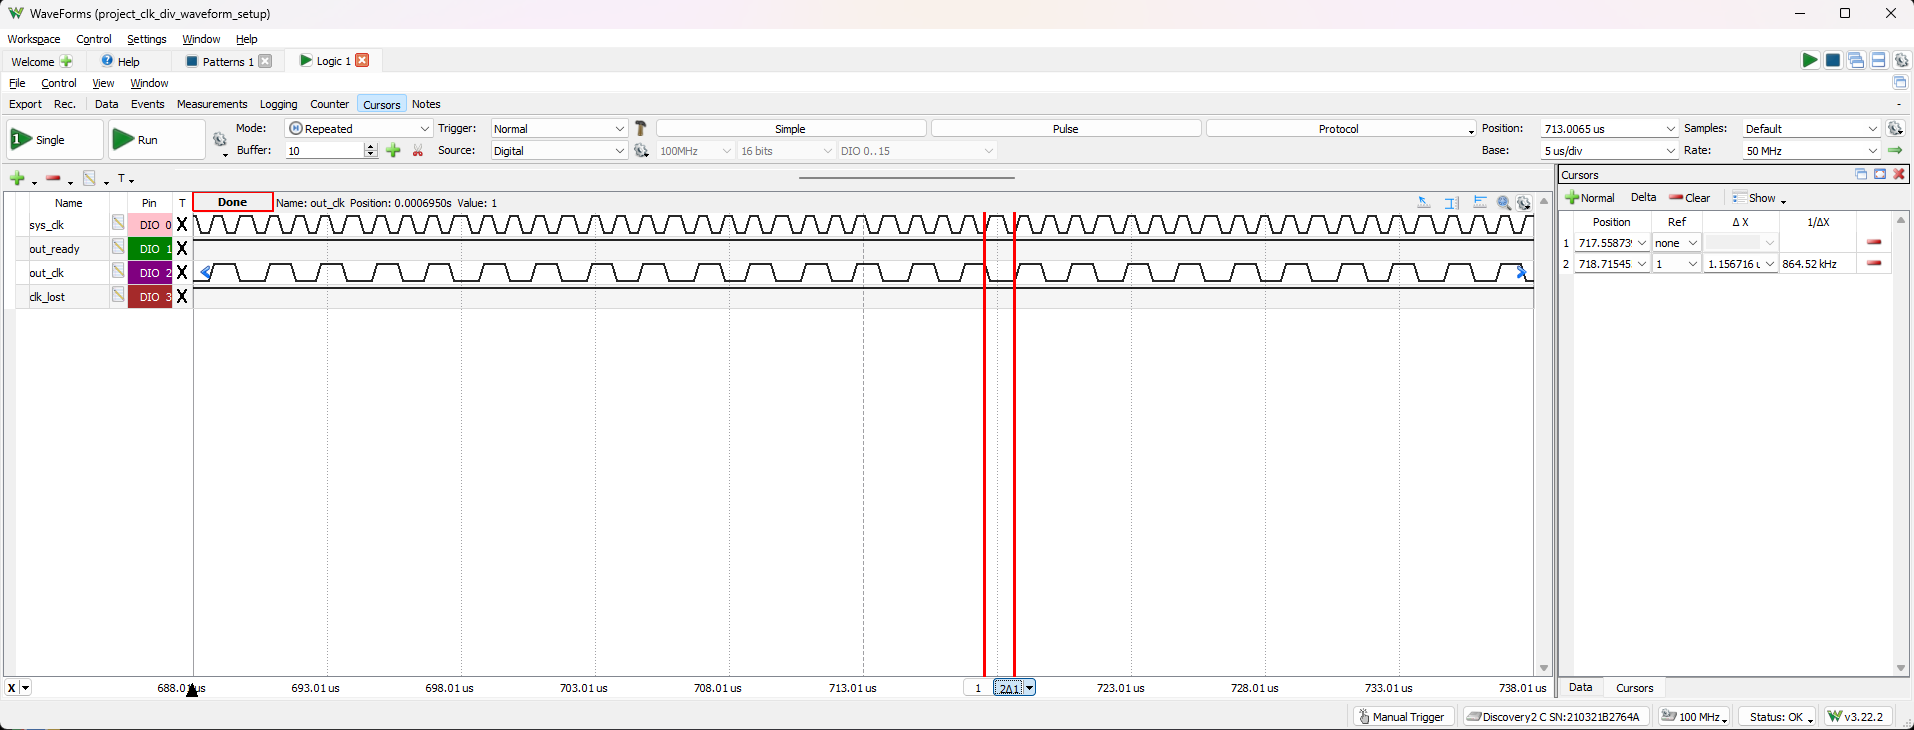 WaveForms (project_clk_div_waveform_setup)
Workspace Control Settings Window Help
Welcome Help Patterns 1 Logic 1
File Control View Window
Export Rec. Data Events Measurements Logging Counter Cursors Notes
1 Single Run Mode: Repeated Trigger: Normal Simple Pulse Protocol Position: 713.0065 us Samples: Default
Buffer: 10 Source: Digital 100MHz 16 bits DIO 0..15 Base: 5 us/div Rate: 50 MHz
T
Cursors
Normal Delta Clear Show
Name Pin T Done Name: out_clk Position: 0.0006950s Value: 1
Position Ref Δ X 1/ΔX
sys_clk DIO 0 X
out_ready DIO 1 X
out_clk DIO 2 X
clk_lost DIO 3 X
1 717.55873 none
2 718.71545 1 1.156716 u 864.52 kHz
X 688.01 us 693.01 us 698.01 us 703.01 us 708.01 us 713.01 us 1 2Δ1 723.01 us 728.01 us 733.01 us 738.01 us
Data Cursors
Manual Trigger Discovery2 C SN:210321B2764A 100 MHz Status: OK v3.22.2